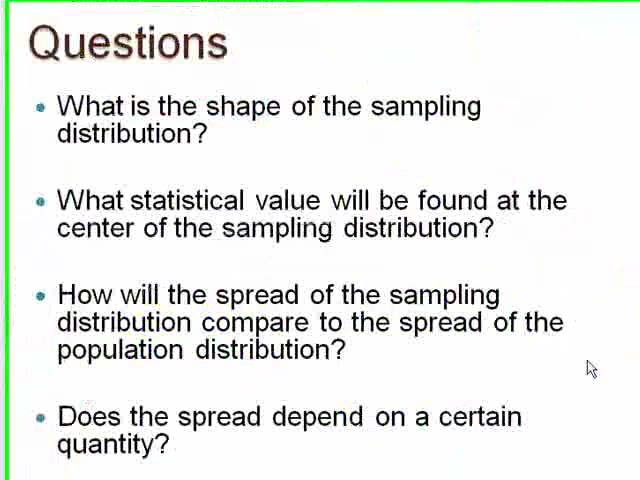 Questions
What is the shape of the sampling
distribution?
What statistical value will be found at the
center of the sampling distribution?
How will the spread of the sampling
distribution compare to the spread of the
population distribution?
Does the spread depend on a certain
quantity?